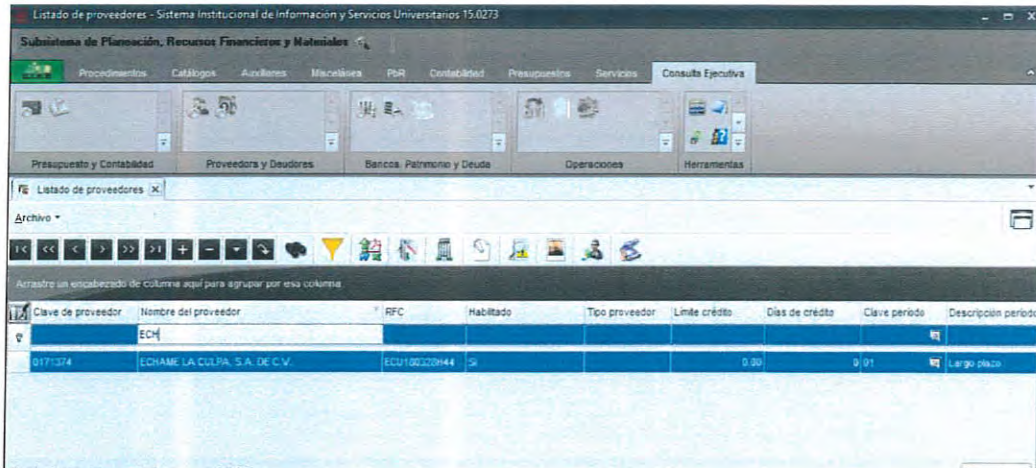 Listado de proveedores - Sistema Institucional de Información y Servicios Universitarios 15.0273
Subsistema de Planeación, Recursos Financieros y Materiales
Procedimientos Catálogos Auxiliares Miscelánea PbR Contabilidad Presupuestos Servicios Consulta Ejecutiva
Presupuesto y Contabilidad Proveedors y Deudores Bancos, Patrimonio y Deuda Operaciones Herramientas
Listado de proveedores
Archivo
Arrastre un encabezado de columna aquí para agrupar por esa columna
Clave de proveedor Nombre del proveedor RFC Habilitado Tipo proveedor Limite crédito Días de crédito Clave periodo Descripción periodo
ECH
0171374 ECHAME LA CULPA, S.A. DE C.V. ECU180328H44 SI 0.00 0 01 Largo plazo